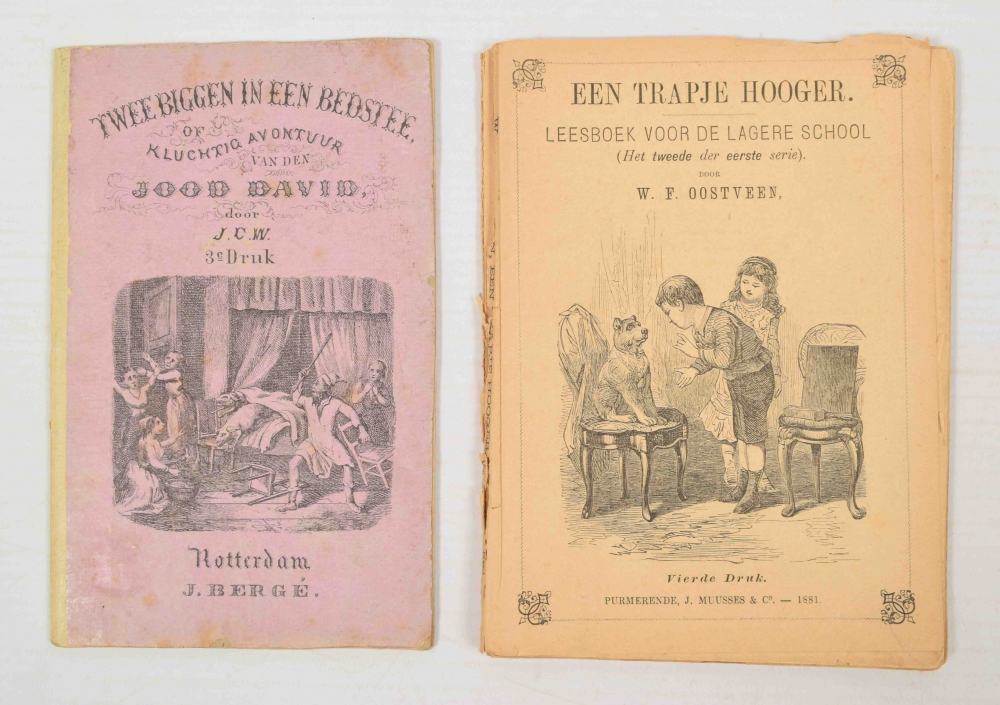 TWEE BIGGEN IN EEN BEDSTEE,
OF
KLUCHTIG AVONTUUR
VAN DEN
JOOD DAVID,
door
J.C.W.
3e Druk
Rotterdam,
J. BERGÉ.
EEN TRAPJE HOOGER.
LEESBOEK VOOR DE LAGERE SCHOOL
(Het tweede der eerste serie).
DOOR
W. F. OOSTVEEN,
Vierde Druk.
PURMERENDE, J. MUUSSES & Co. — 1881.